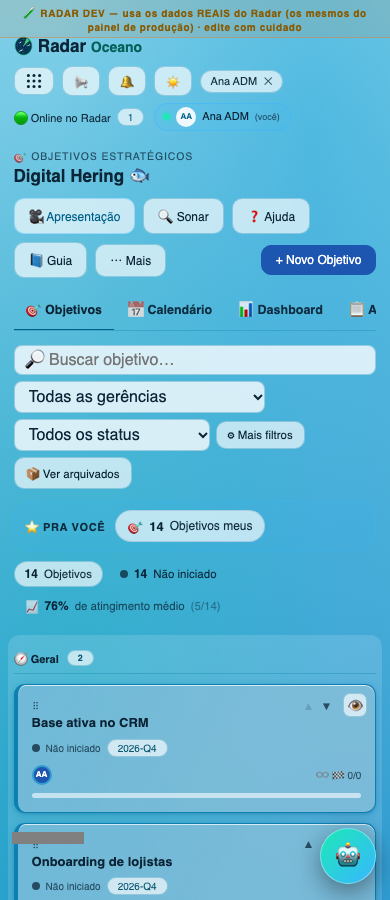 RADAR DEV — usa os dados REAIS do Radar (os mesmos do
painel de produção) · edite com cuidado
Radar Oceano
Ana ADM ×
Online no Radar 1 AA Ana ADM (você)
OBJETIVOS ESTRATÉGICOS
Digital Hering
Apresentação Sonar Ajuda
Guia ··· Mais + Novo Objetivo
Objetivos Calendário Dashboard A
Buscar objetivo...
Todas as gerências
Todos os status Mais filtros
Ver arquivados
PRA VOCÊ 14 Objetivos meus
14 Objetivos 14 Não iniciado
76% de atingimento médio (5/14)
Geral 2
Base ativa no CRM
Não iniciado 2026-Q4
AA 0/0
Onboarding de lojistas
Não iniciado 2026-Q4